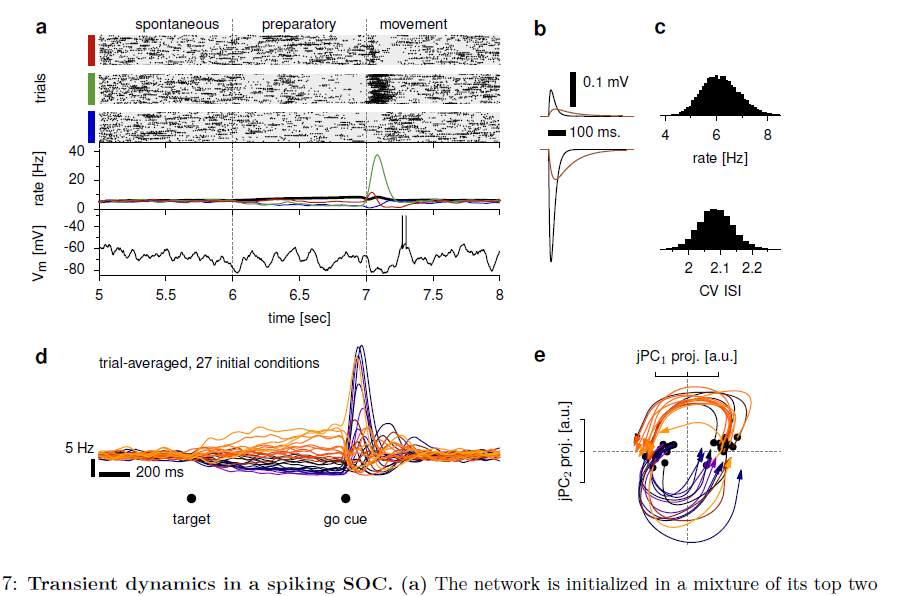 a
spontaneous preparatory movement
trials
rate [Hz]
40
20
0
Vm [mV]
-40
-60
-80
5 5.5 6 6.5 7 7.5 8
time [sec]
b
0.1 mV
100 ms.
c
4 6 8
rate [Hz]
2 2.1 2.2
CV ISI
d
trial-averaged, 27 initial conditions
5 Hz
200 ms
target go cue
e
jPC1 proj. [a.u.]
jPC2 proj. [a.u.]
7: Transient dynamics in a spiking SOC. (a) The network is initialized in a mixture of its top two